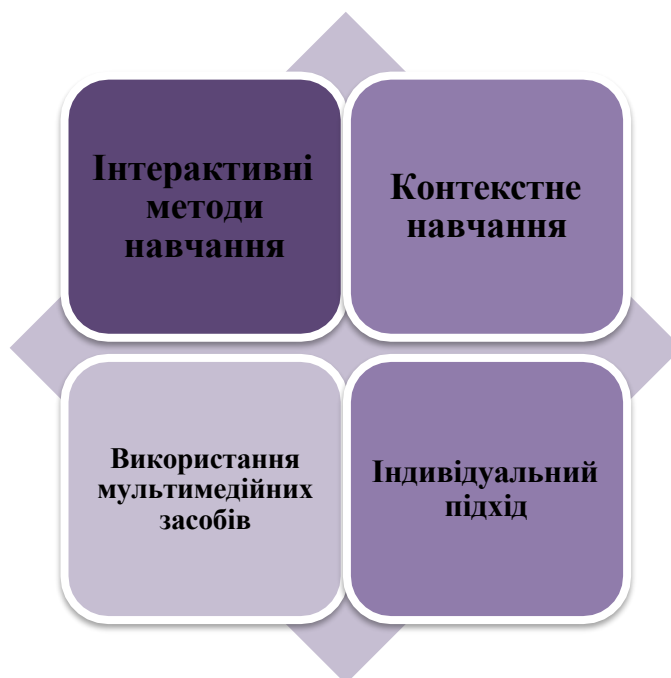 Інтерактивні
методи
навчання
Контекстне
навчання
Використання
мультимедійних
засобів
Індивідуальний
підхід